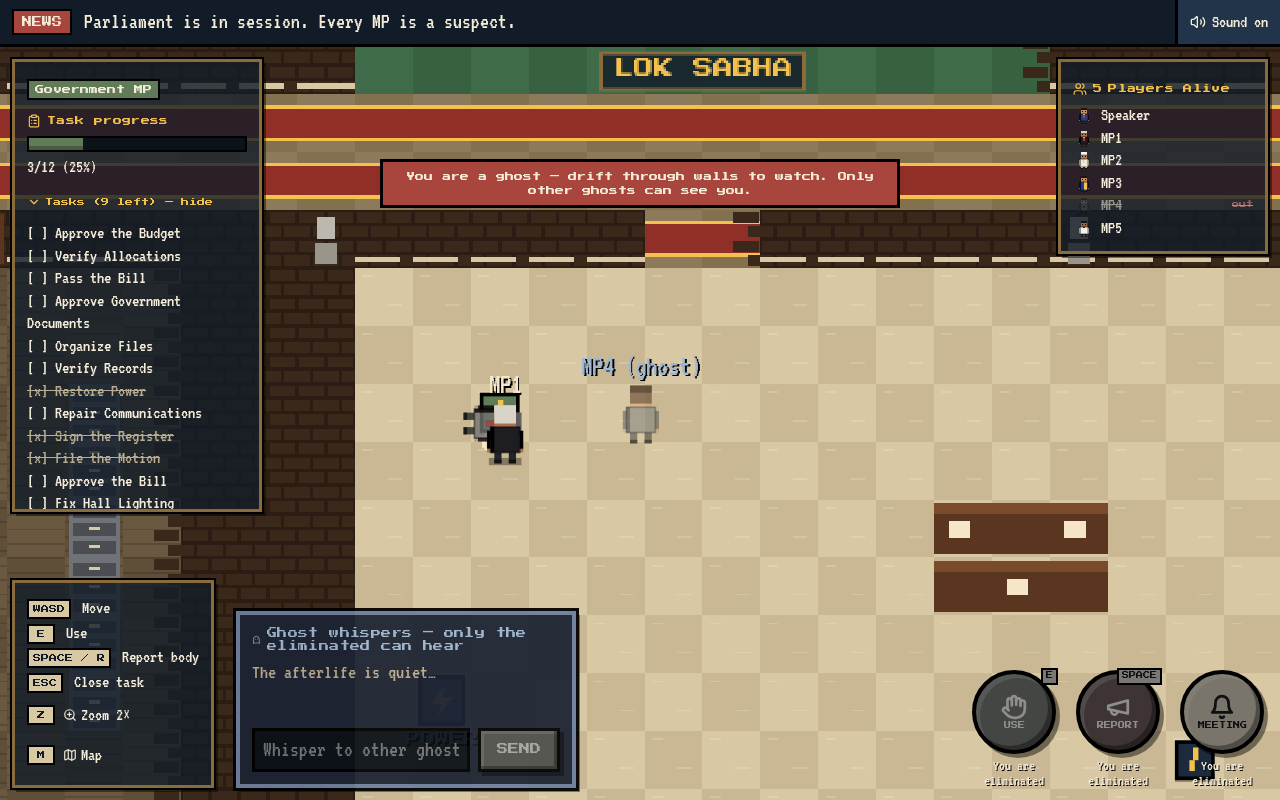 NEWS Parliament is in session. Every MP is a suspect.
Sound on
LOK SABHA
Government MP
Task progress
3/12 (25%)
Tasks (9 left) — hide
[ ] Approve the Budget
[ ] Verify Allocations
[ ] Pass the Bill
[ ] Approve Government
Documents
[ ] Organize Files
[ ] Verify Records
[x] Restore Power
[ ] Repair Communications
[x] Sign the Register
[x] File the Motion
[ ] Approve the Bill
[ ] Fix Hall Lighting
You are a ghost — drift through walls to watch. Only
other ghosts can see you.
5 Players Alive
Speaker
MP1
MP2
MP3
MP4 out
MP5
MP1
MP4 (ghost)
WASD Move
E Use
SPACE / R Report body
ESC Close task
Z Zoom 2X
M Map
Ghost whispers — only the
eliminated can hear
The afterlife is quiet…
POWER
Whisper to other ghost
SEND
E
USE
You are
eliminated
SPACE
REPORT
You are
eliminated
MEETING
You are
eliminated